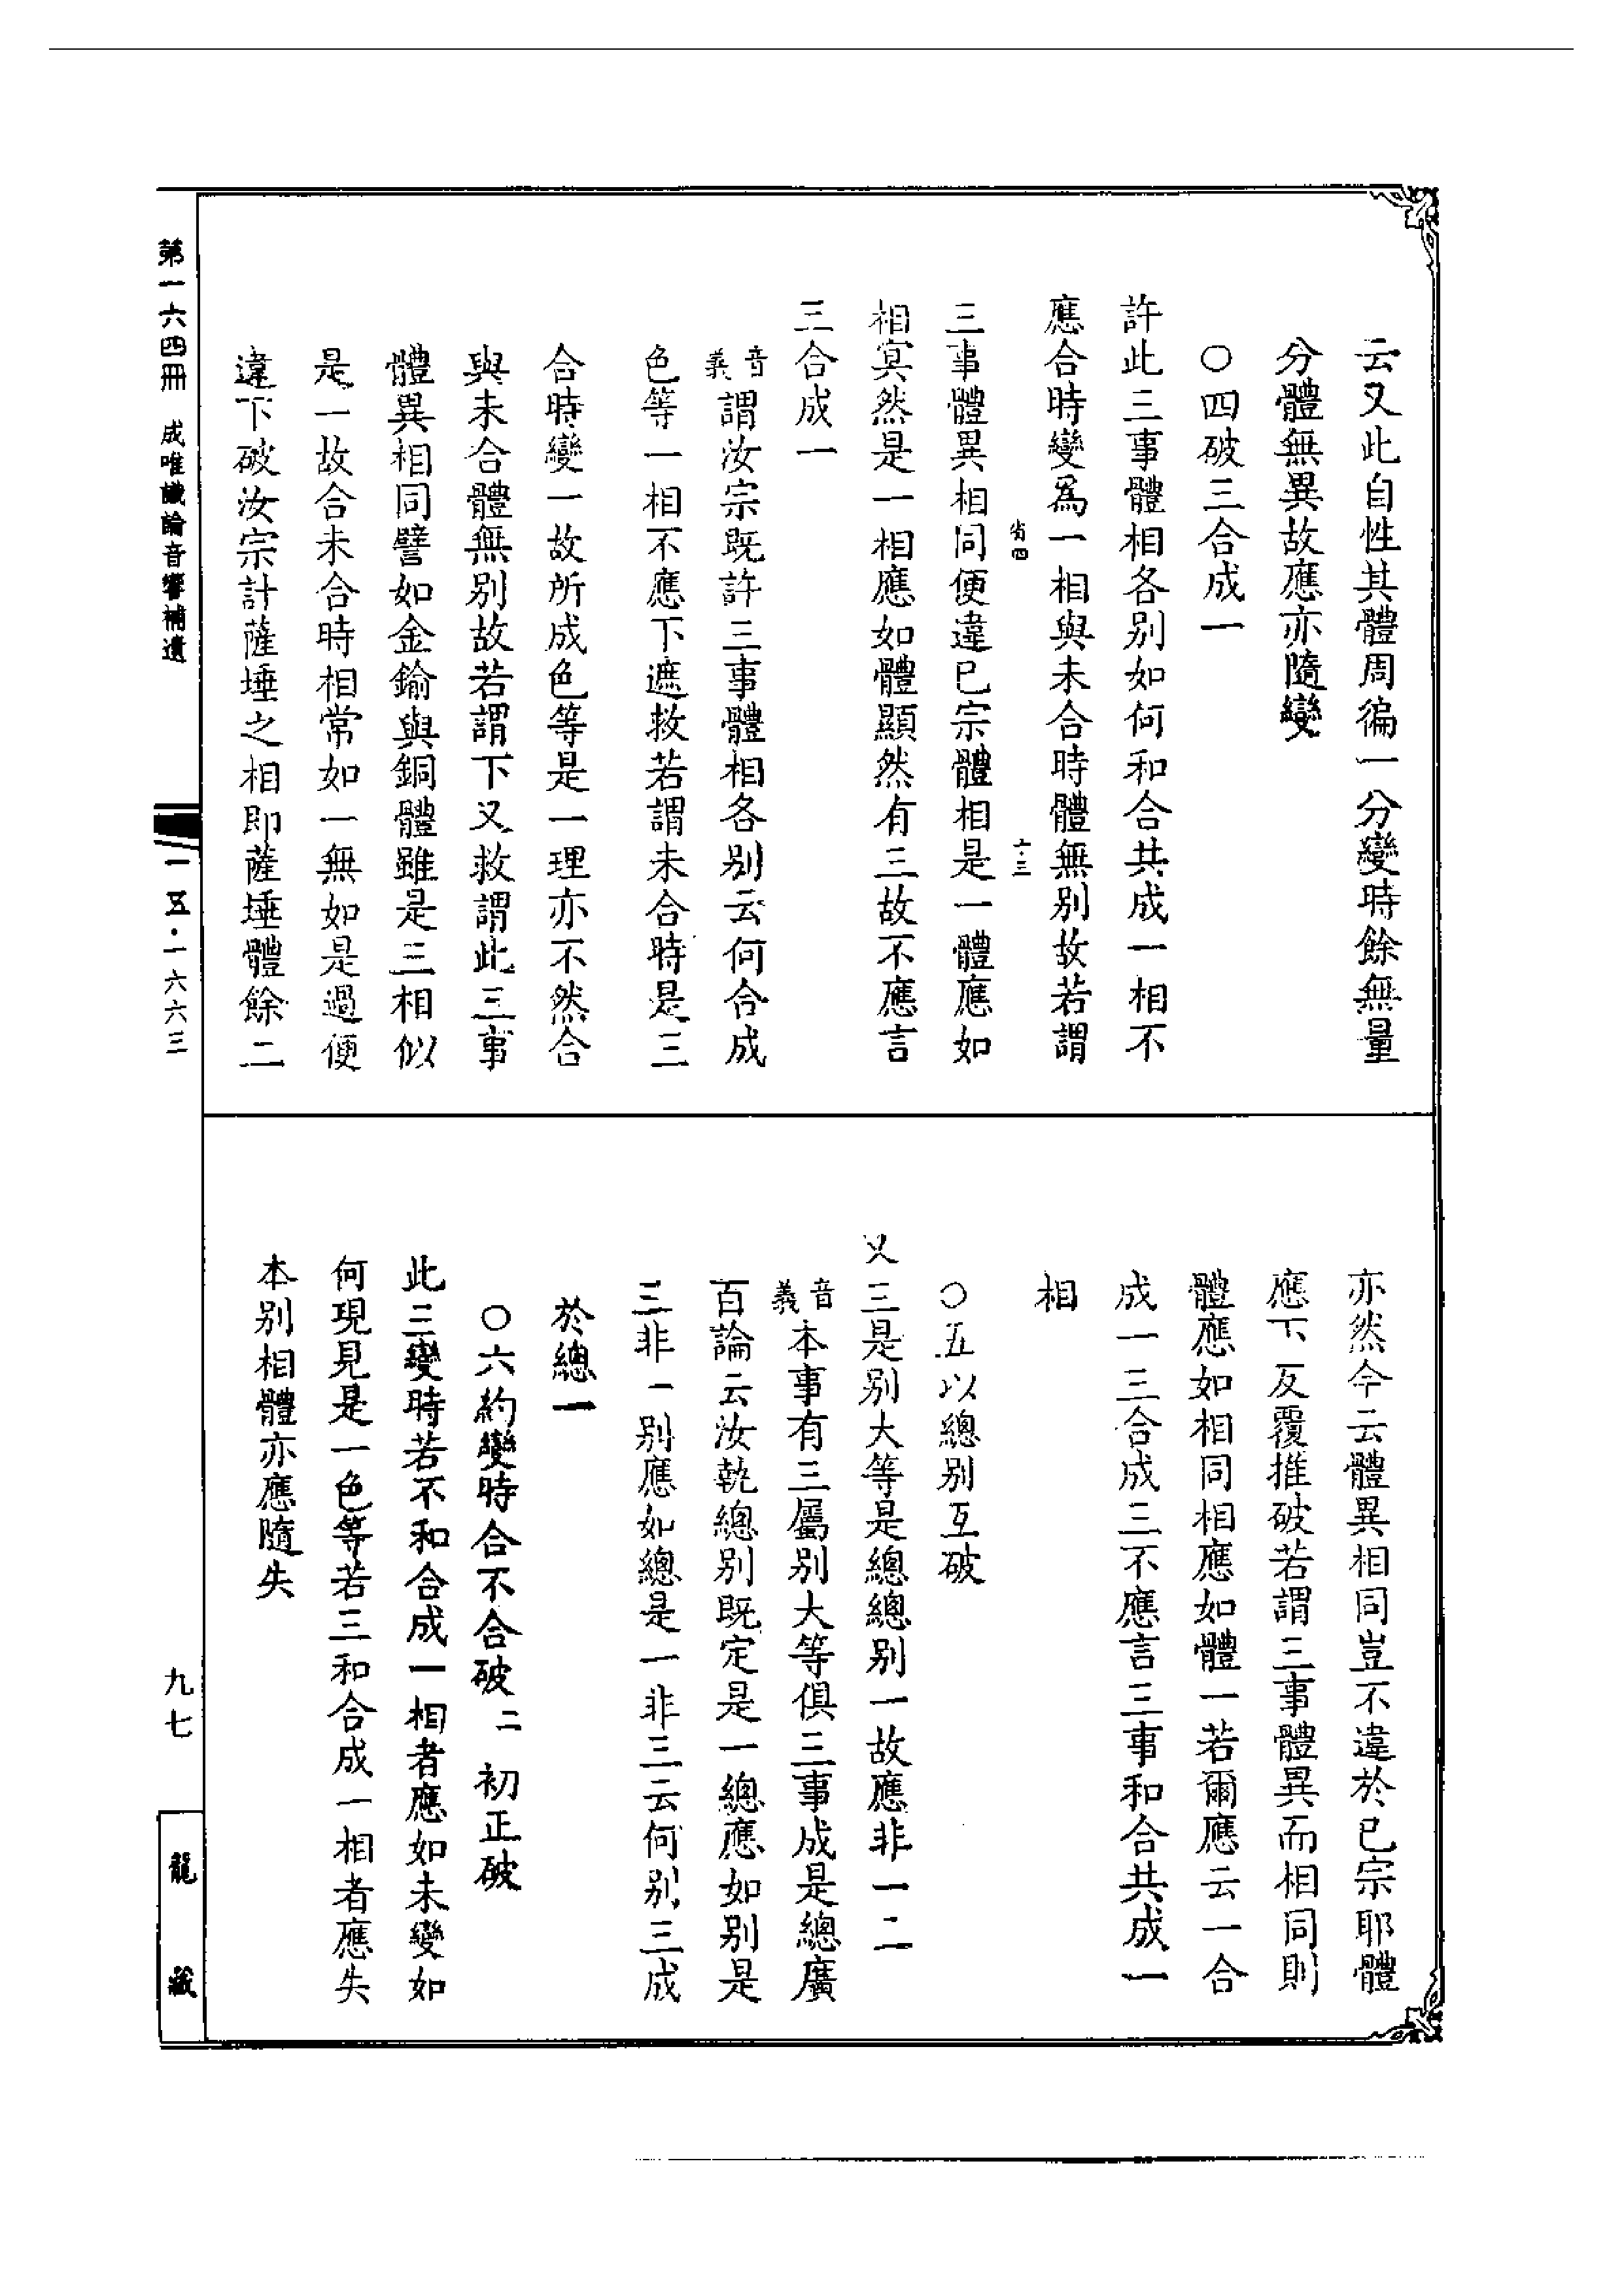 云又此自性其體周徧一分變時餘無量
分體無異故應亦隨變
○四破三合成一
許此三事體相各別如何和合共成一相不
應合時變爲一相與未合時體無別故若謂
省四 六三
三事體異相同便違已宗體相是一體應如
相冥然是一相應如體顯然有三故不應言
三合成一
音義謂汝宗既許三事體相各別云何合成
色等一相不應下遮救若謂未合時是三
合時變一故所成色等是一理亦不然合
與未合體無別故若謂下又救謂此三事
體異相同譬如金鍮與銅體雖是三相似
是一故合未合時相常如一無如是過便
違下破汝宗計薩埵之相即薩埵體餘二
亦然今云體異相同豈不違於已宗耶體
應下反覆推破若謂三事體異而相同則
體應如相同相應如體一若爾應云一合
成一三合成三不應言三事和合共成一
相
○五以總別互破
又三是別大等是總總別一故應非一二
音義本事有三屬別大等俱三事成是總廣
百論云汝執總別既定是一總應如別是
三非一別應如總是一非三云何別三成
於總一
○六約變時合不合破二 初正破
此三變時若不和合成一相者應如未變如
何現見是一色等若三和合成一相者應失
本別相體亦應隨失
第一六四冊 成唯識論音響補遺
一五·一六六三
九七
龍藏